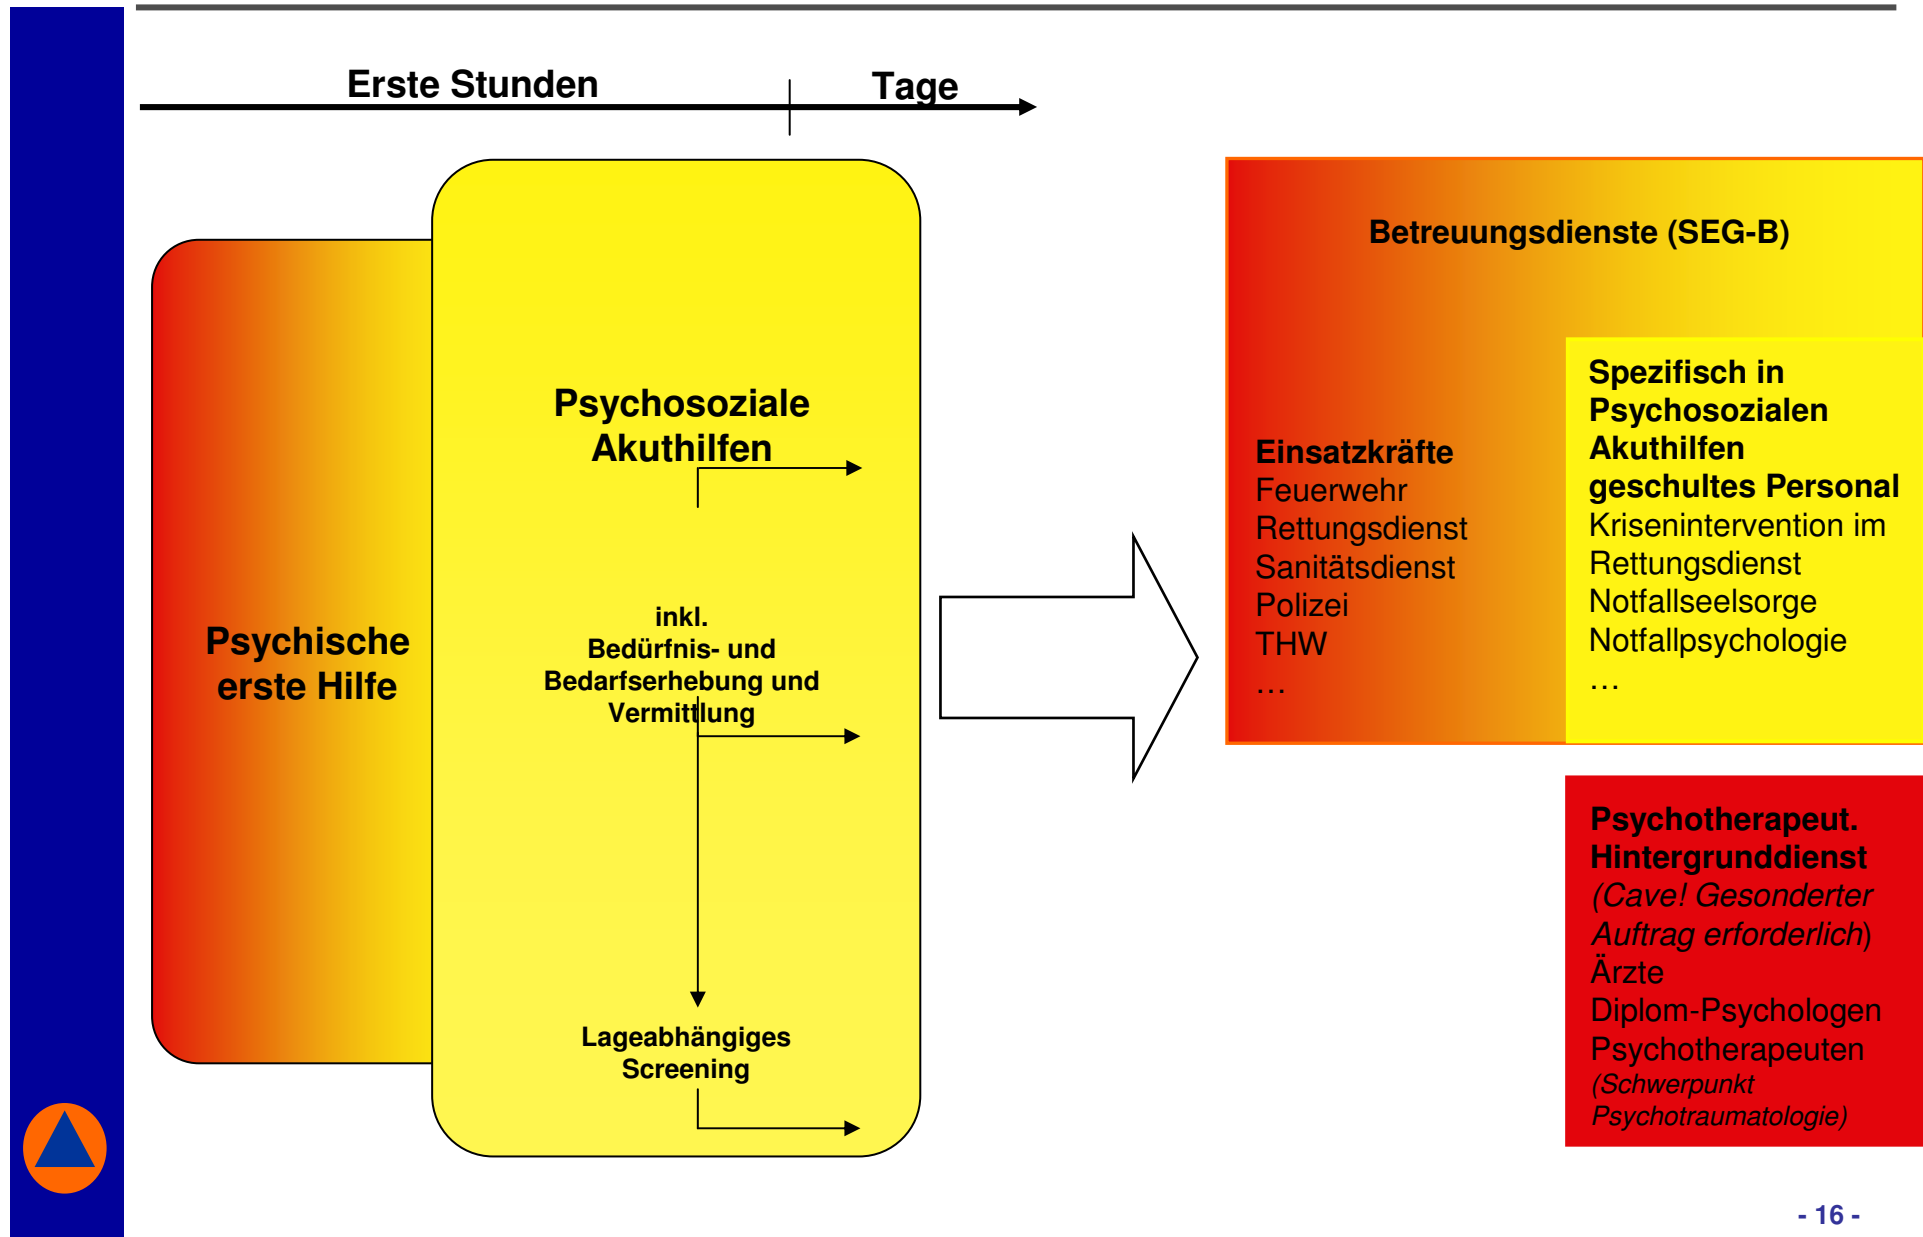 Erste Stunden
Tage
Psychische
erste Hilfe
Psychosoziale
Akuthilfen
inkl.
Bedürfnis- und
Bedarfserhebung und
Vermittlung
Lageabhängiges
Screening
Betreuungsdienste (SEG-B)
Einsatzkräfte
Feuerwehr
Rettungsdienst
Sanitätsdienst
Polizei
THW
…
Spezifisch in
Psychosozialen
Akuthilfen
geschultes Personal
Krisenintervention im
Rettungsdienst
Notfallseelsorge
Notfallpsychologie
…
Psychotherapeut.
Hintergrunddienst
(Cave! Gesonderter
Auftrag erforderlich)
Ärzte
Diplom-Psychologen
Psychotherapeuten
(Schwerpunkt
Psychotraumatologie)
- 16 -